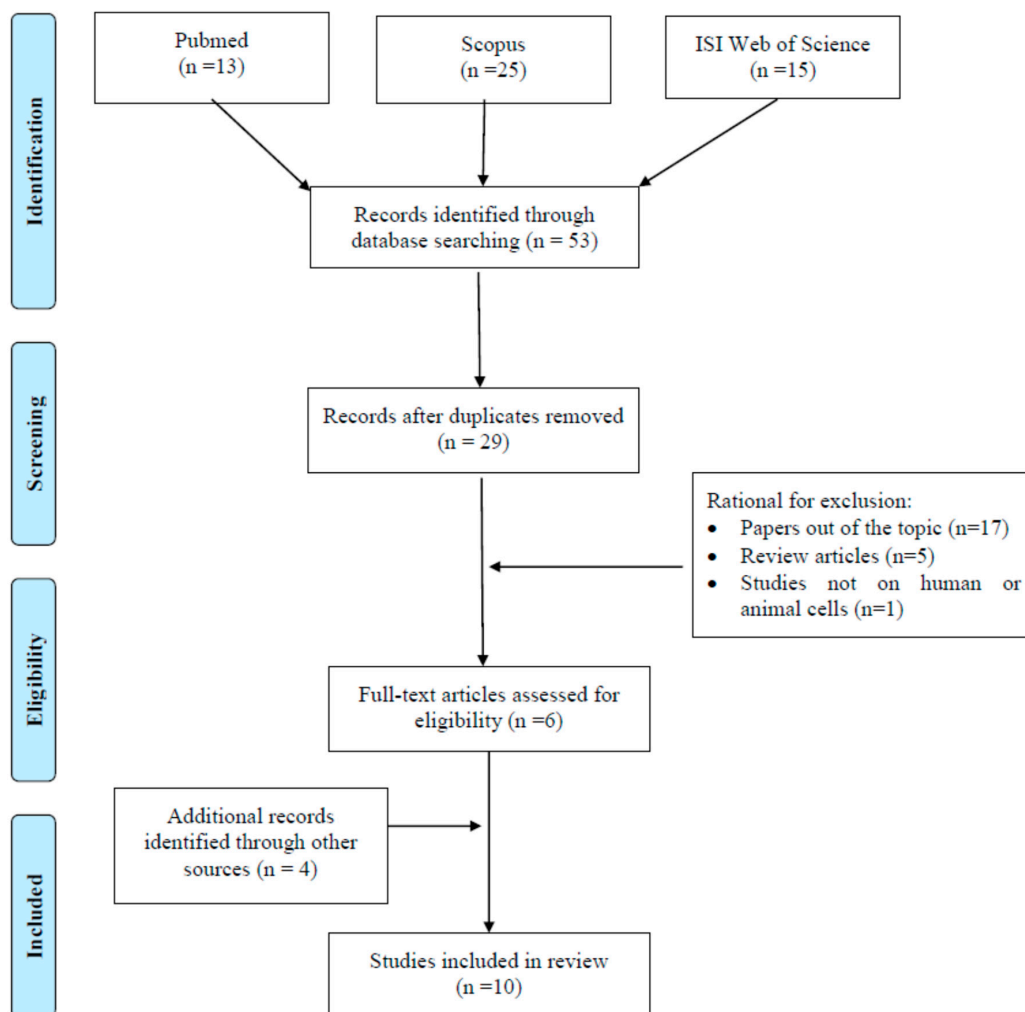 Identification
Pubmed
(n =13)
Scopus
(n =25)
ISI Web of Science
(n =15)
Records identified through
database searching (n = 53)
Screening
Records after duplicates removed
(n = 29)
Rational for exclusion:
• Papers out of the topic (n=17)
• Review articles (n=5)
• Studies not on human or
animal cells (n=1)
Eligibility
Full-text articles assessed for
eligibility (n =6)
Included
Additional records
identified through other
sources (n = 4)
Studies included in review
(n =10)